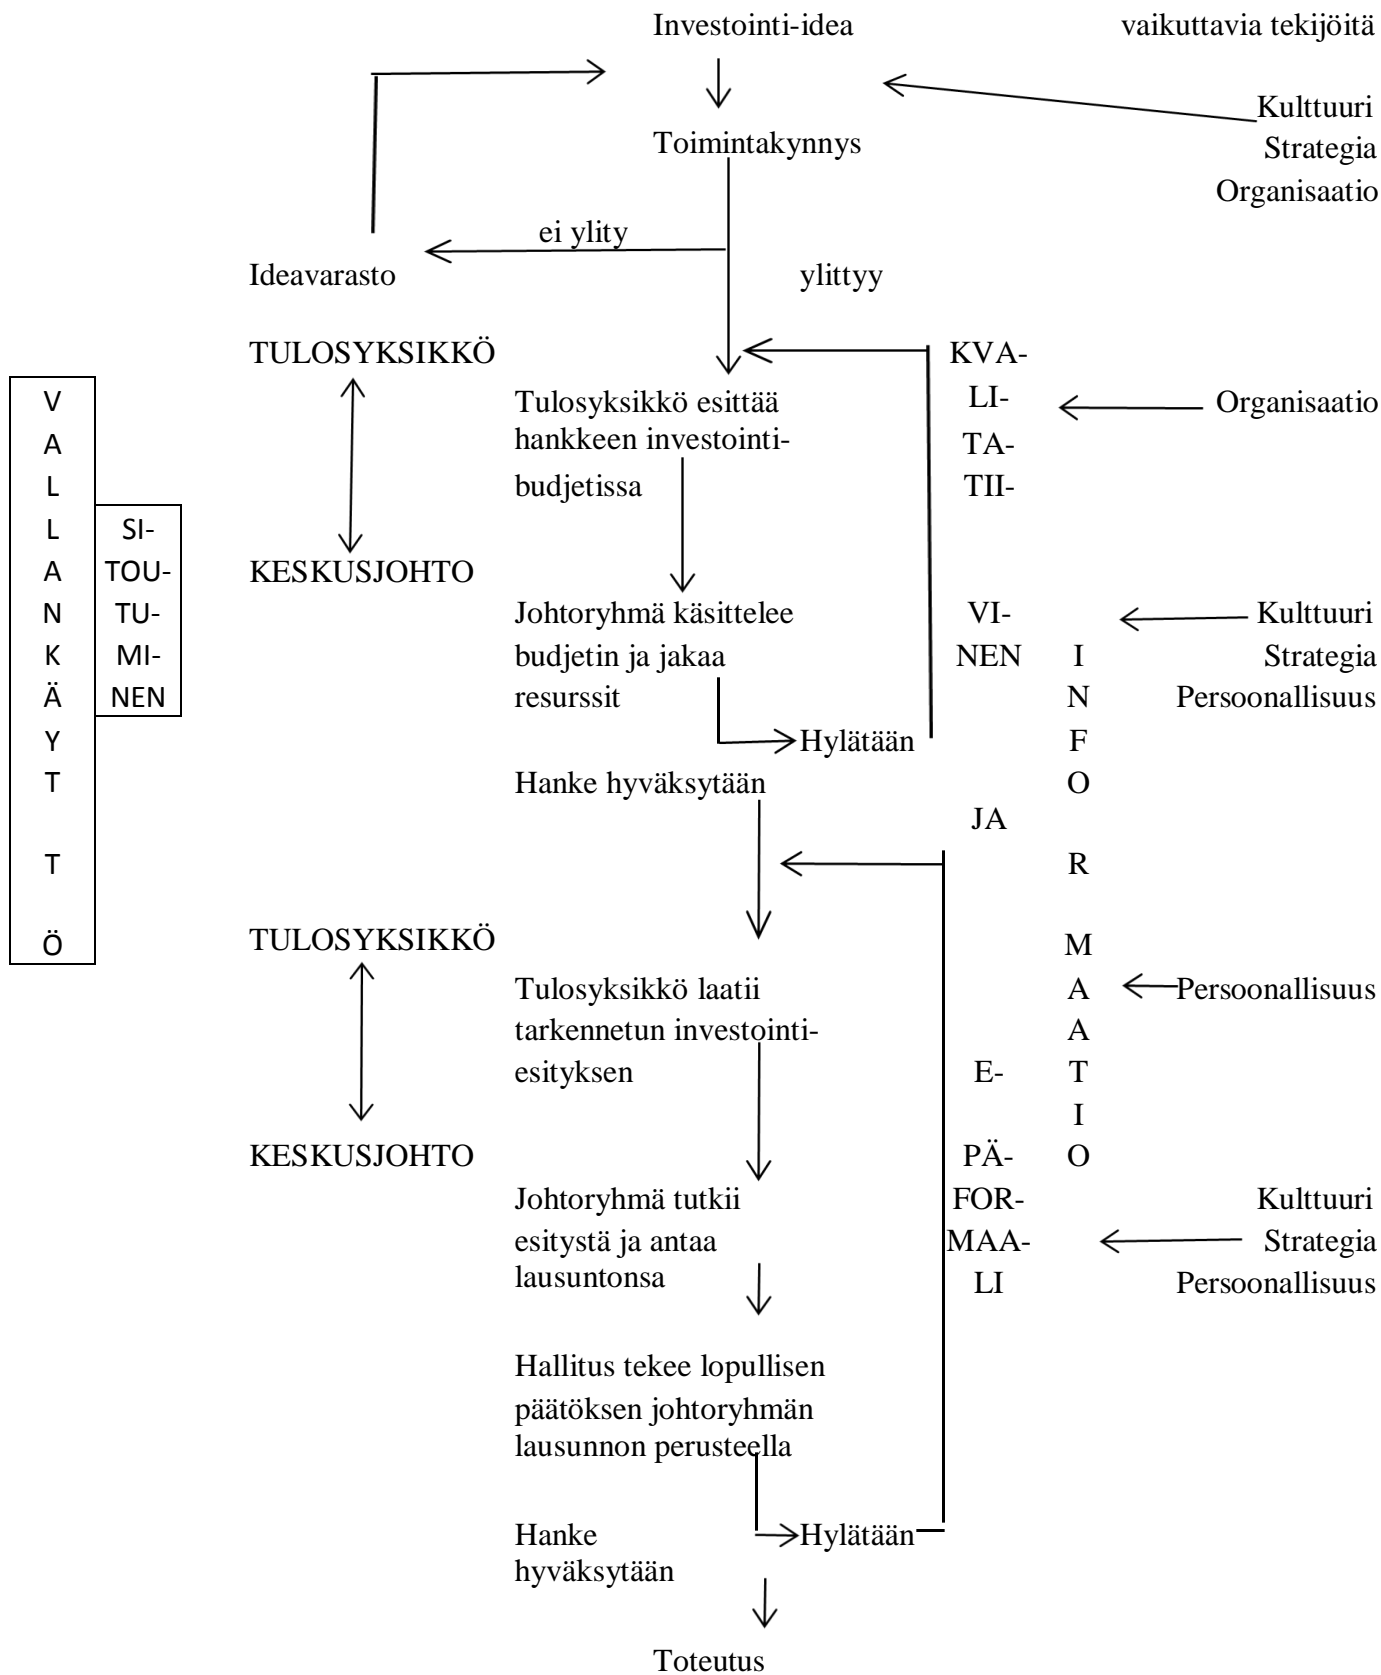 Investointi-idea vaikuttavia tekijöitä
Kulttuuri
Toimintakynnys Strategia
Organisaatio
ei ylity
Ideavarasto ylittyy
TULOSYKSIKKÖ KVA-
V Tulosyksikkö esittää LI- Organisaatio
A hankkeen investointi- TA-
L budjetissa TII-
L SI-
A TOU- KESKUSJOHTO
N TU- Johtoryhmä käsittelee VI- Kulttuuri
K MI- budjetin ja jakaa NEN I Strategia
Ä NEN resurssit N Persoonallisuus
Y Hylätään F
T Hanke hyväksytään O
JA
T R
Ö TULOSYKSIKKÖ M
Tulosyksikkö laatii A Persoonallisuus
tarkennetun investointi- A
esityksen E- T
I
KESKUSJOHTO PÄ- O
Johtoryhmä tutkii FOR- Kulttuuri
esitystä ja antaa MAA- Strategia
lausuntonsa LI Persoonallisuus
Hallitus tekee lopullisen
päätöksen johtoryhmän
lausunnon perusteella
Hanke Hylätään
hyväksytään
Toteutus